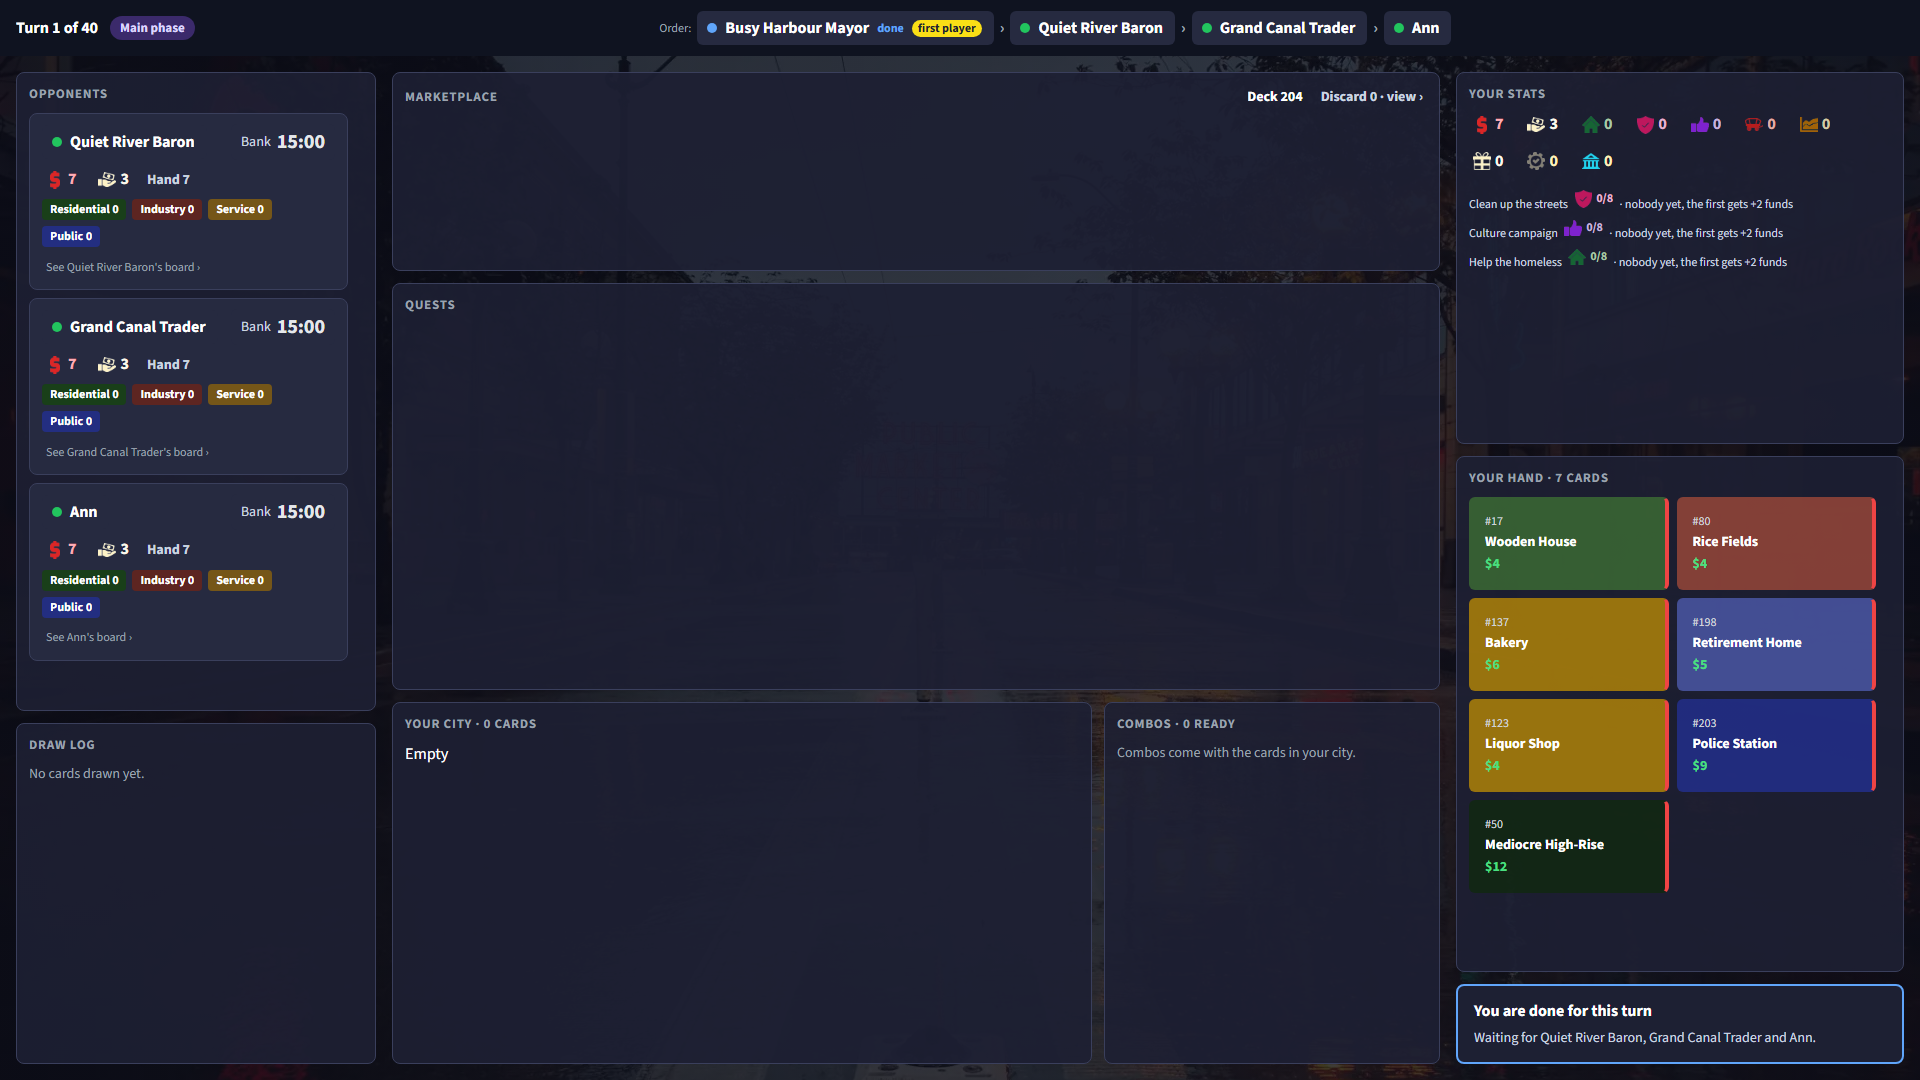 Turn 1 of 40
Main phase
Order:
Busy Harbour Mayor done first player
›
Quiet River Baron
›
Grand Canal Trader
›
Ann
OPPONENTS
Quiet River Baron
Bank 15:00
7
3
Hand 7
Residential 0
Industry 0
Service 0
Public 0
See Quiet River Baron's board ›
Grand Canal Trader
Bank 15:00
7
3
Hand 7
Residential 0
Industry 0
Service 0
Public 0
See Grand Canal Trader's board ›
Ann
Bank 15:00
7
3
Hand 7
Residential 0
Industry 0
Service 0
Public 0
See Ann's board ›
DRAW LOG
No cards drawn yet.
MARKETPLACE
Deck 204
Discard 0 · view ›
QUESTS
YOUR CITY · 0 CARDS
Empty
COMBOS · 0 READY
Combos come with the cards in your city.
YOUR STATS
7
3
0
0
0
0
0
0
0
0
Clean up the streets 0/8 · nobody yet, the first gets +2 funds
Culture campaign 0/8 · nobody yet, the first gets +2 funds
Help the homeless 0/8 · nobody yet, the first gets +2 funds
YOUR HAND · 7 CARDS
#17
Wooden House
$4
#80
Rice Fields
$4
#137
Bakery
$6
#198
Retirement Home
$5
#123
Liquor Shop
$4
#203
Police Station
$9
#50
Mediocre High-Rise
$12
You are done for this turn
Waiting for Quiet River Baron, Grand Canal Trader and Ann.